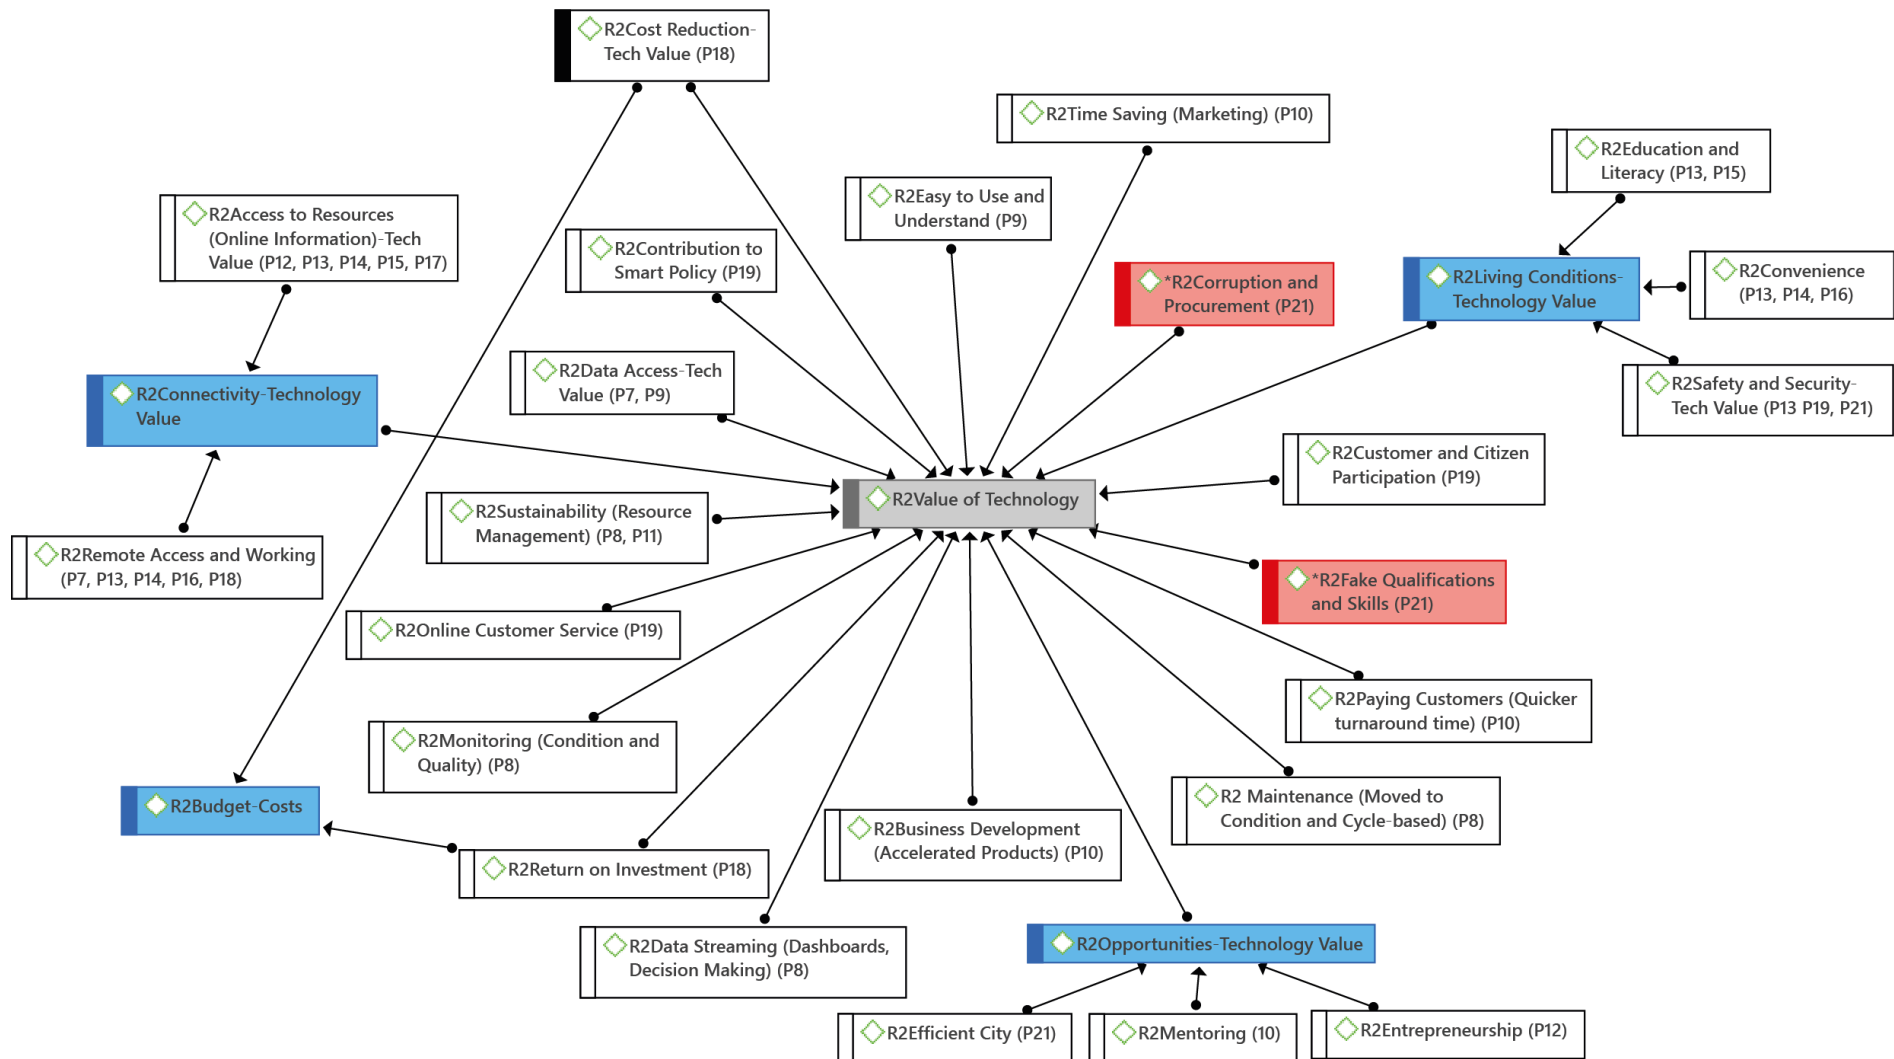 R2Cost Reduction-
Tech Value (P18)
R2Time Saving (Marketing) (P10)
R2Education and
Literacy (P13, P15)
R2Easy to Use and
Understand (P9)
R2Access to Resources
(Online Information)-Tech
Value (P12, P13, P14, P15, P17)
R2Contribution to
Smart Policy (P19)
*R2Corruption and
Procurement (P21)
R2Living Conditions-
Technology Value
R2Convenience
(P13, P14, P16)
R2Data Access-Tech
Value (P7, P9)
R2Connectivity-Technology
Value
R2Safety and Security-
Tech Value (P13 P19, P21)
R2Customer and Citizen
Participation (P19)
R2Value of Technology
R2Sustainability (Resource
Management) (P8, P11)
R2Remote Access and Working
(P7, P13, P14, P16, P18)
*R2Fake Qualifications
and Skills (P21)
R2Online Customer Service (P19)
R2Paying Customers (Quicker
turnaround time) (P10)
R2Monitoring (Condition and
Quality) (P8)
R2Budget-Costs
R2 Maintenance (Moved to
Condition and Cycle-based) (P8)
R2Business Development
(Accelerated Products) (P10)
R2Return on Investment (P18)
R2Data Streaming (Dashboards,
Decision Making) (P8)
R2Opportunities-Technology Value
R2Efficient City (P21)
R2Mentoring (10)
R2Entrepreneurship (P12)